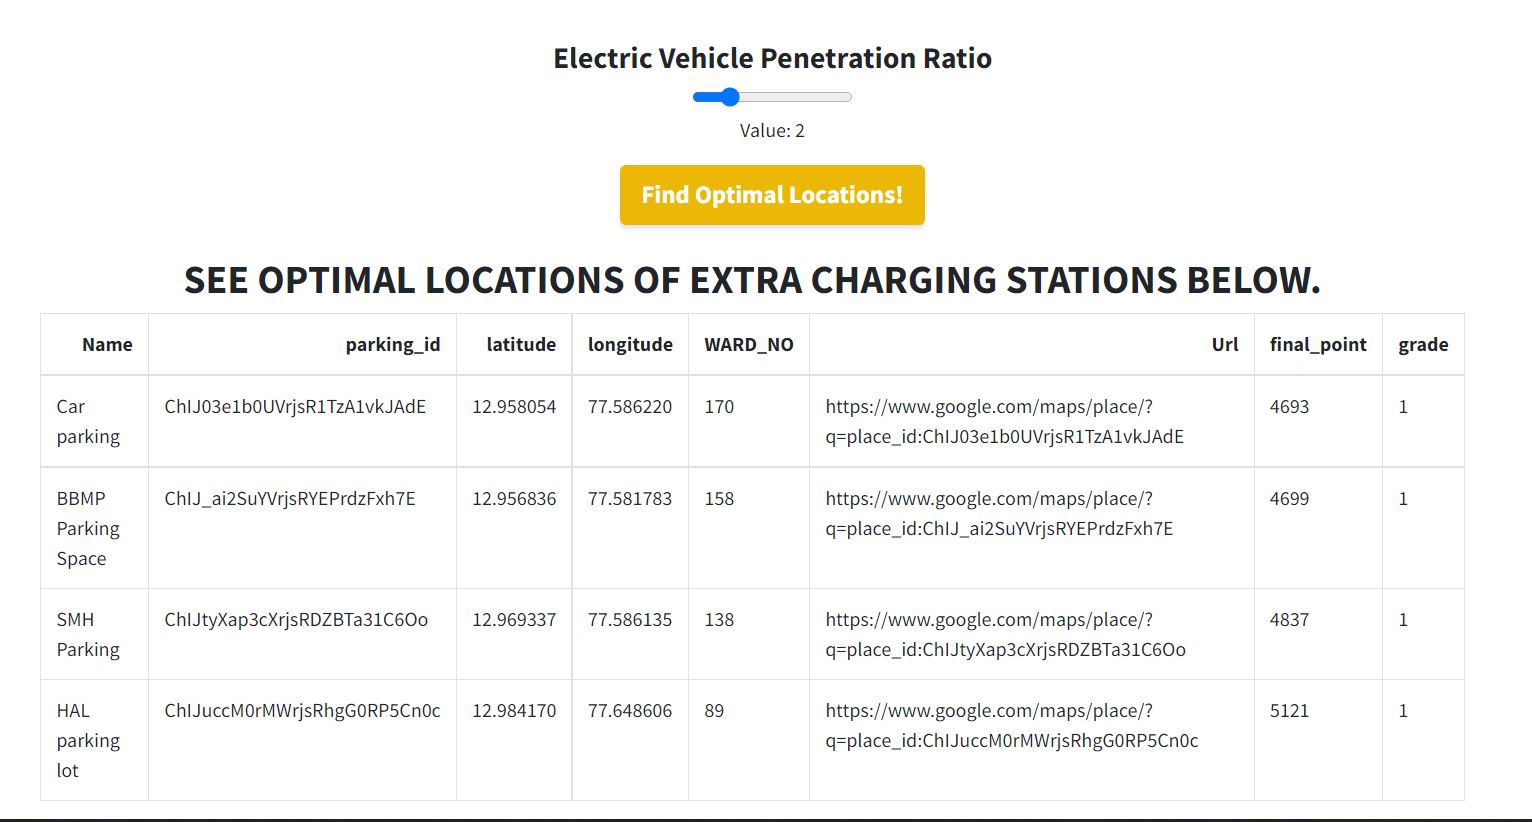 Electric Vehicle Penetration Ratio
Value: 2
Find Optimal Locations!
SEE OPTIMAL LOCATIONS OF EXTRA CHARGING STATIONS BELOW.
Name parking_id latitude longitude WARD_NO Url final_point grade
Car ChIJ03e1b0UVrjsR1TzA1vkJAdE 12.958054 77.586220 170 https://www.google.com/maps/place/? 4693 1
parking q=place_id:ChIJ03e1b0UVrjsR1TzA1vkJAdE
BBMP ChIJ_ai2SuYVrjsRYEPrdzFxh7E 12.956836 77.581783 158 https://www.google.com/maps/place/? 4699 1
Parking q=place_id:ChIJ_ai2SuYVrjsRYEPrdzFxh7E
Space
SMH ChIJtyXap3cXrjsRDZBTa31C6Oo 12.969337 77.586135 138 https://www.google.com/maps/place/? 4837 1
Parking q=place_id:ChIJtyXap3cXrjsRDZBTa31C6Oo
HAL ChIJuccM0rMWrjsRhgG0RP5Cn0c 12.984170 77.648606 89 https://www.google.com/maps/place/? 5121 1
parking q=place_id:ChIJuccM0rMWrjsRhgG0RP5Cn0c
lot